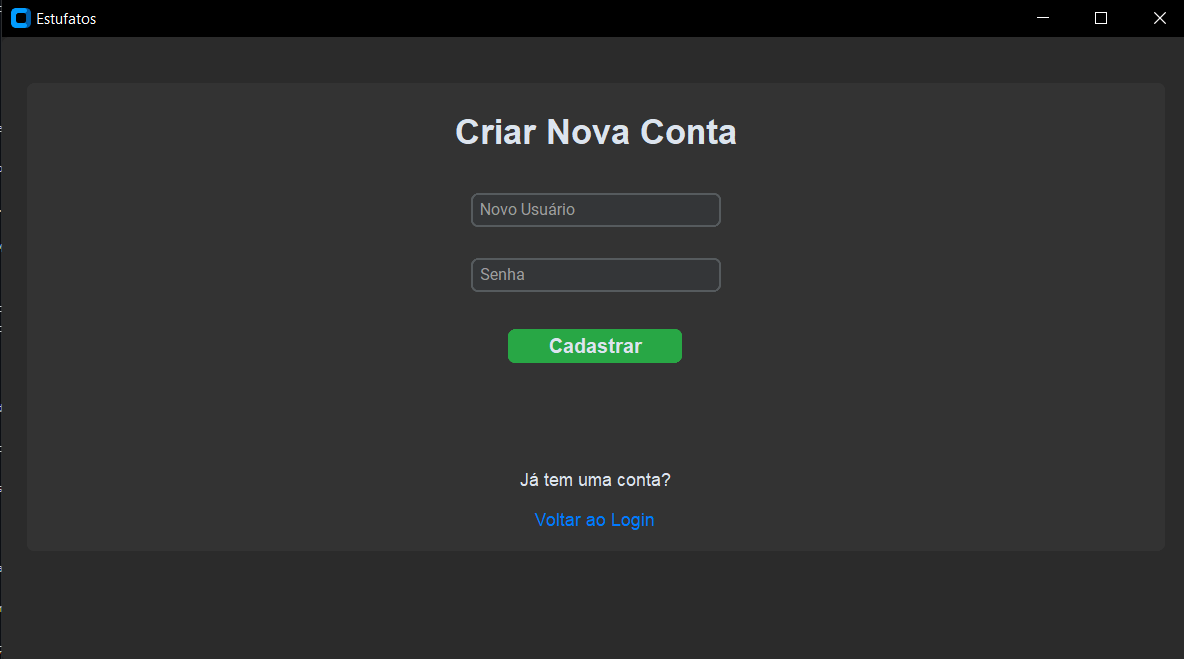 Estufatos
Criar Nova Conta
Novo Usuário
Senha
Cadastrar
Já tem uma conta?
Voltar ao Login